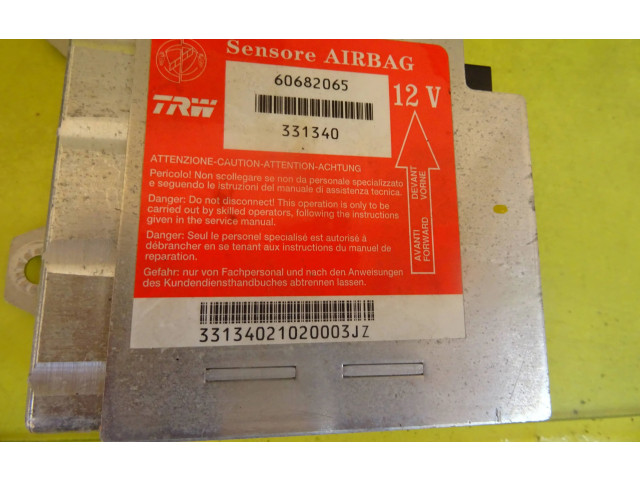 Sensore AIRBAG
60682065
TRW
12 V
331340
ATTENZIONE-CAUTION-ATTENTION-ACHTUNG
Pericolo! Non scollegare se non da personale specializzato
e seguendo le istruzioni del manuale di assistenza tecnica.
Danger: Do not disconnect! This operation is only to be
carried out by skilled operators, following the instructions
given in the service manual.
Danger: Seul le personel specialisé est autorisé à
débrancher en se tenant aux instructions du manuel de
reparation.
Gefahr: nur von Fachpersonal und nach den Anweisungen
des Kundendiensthandbuches abtrennen lassen.
AVANTI DEVANT
FORWARD VORNE
33134021020003JZ